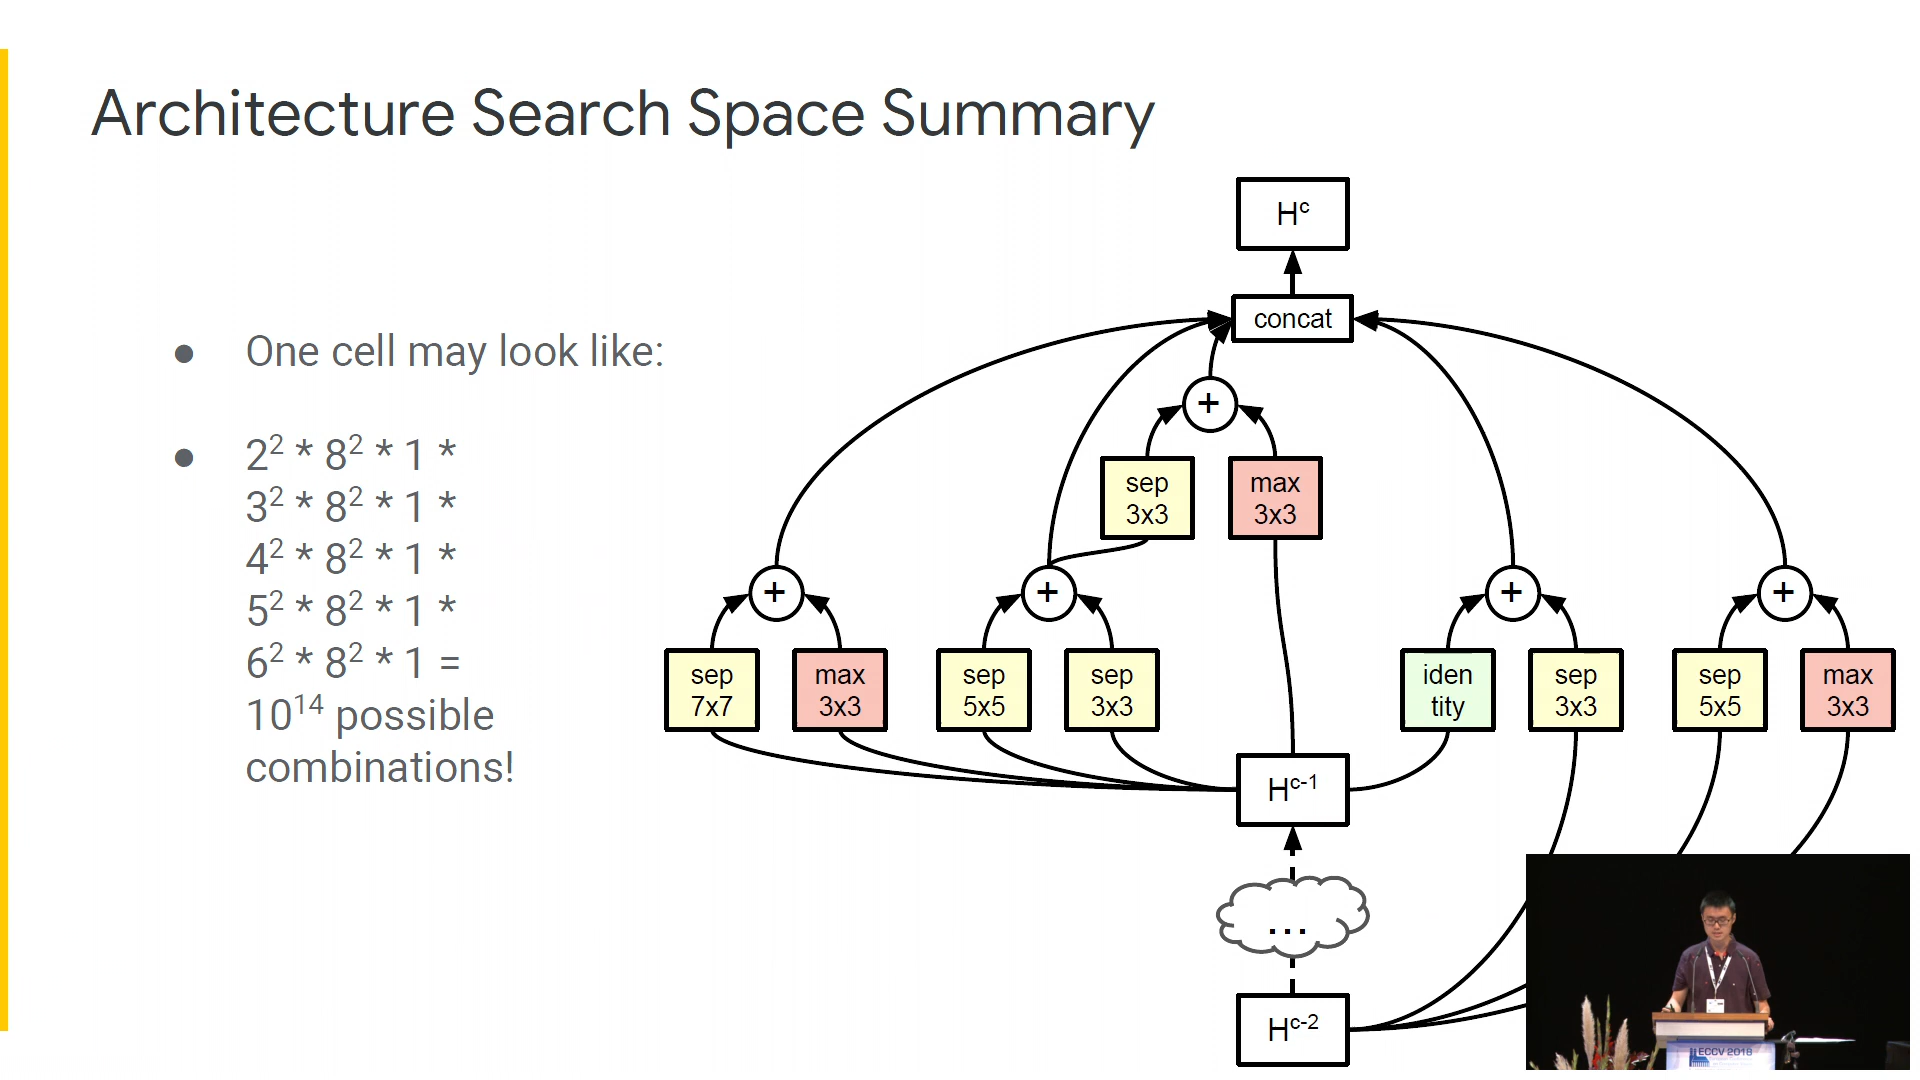 Architecture Search Space Summary
● One cell may look like:
● 2² * 8² * 1 *
3² * 8² * 1 *
4² * 8² * 1 *
5² * 8² * 1 *
6² * 8² * 1 =
10¹⁴ possible
combinations!
Hᶜ
concat
+
sep
3x3
max
3x3
+
+
+
+
sep
7x7
max
3x3
sep
5x5
sep
3x3
iden
tity
sep
3x3
sep
5x5
max
3x3
Hᶜ⁻¹
...
Hᶜ⁻²
ECCV 2018